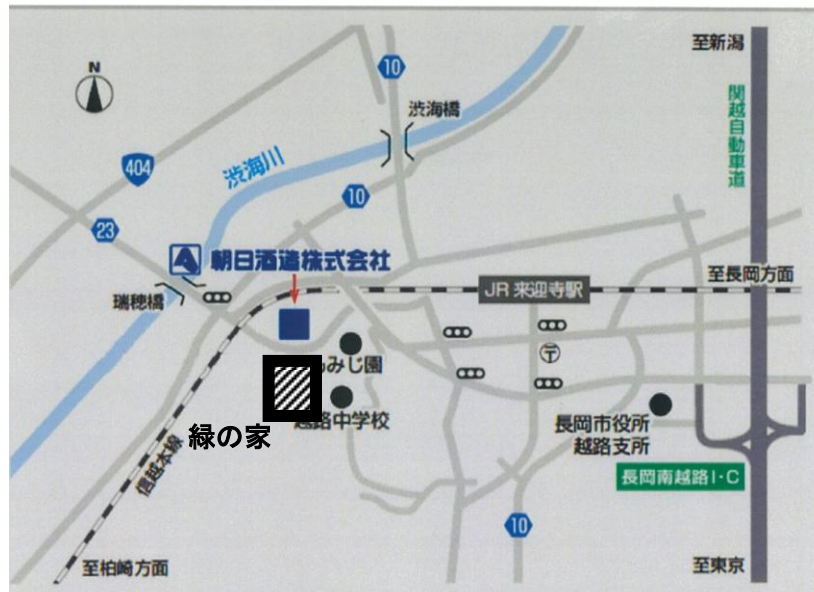 至新潟
10
N
渋海橋
関越自動車道
404
渋海川
10
23
朝日酒造株式会社
至長岡方面
JR 来迎寺駅
瑞穂橋
もみじ園
越路中学校
長岡市役所
越路支所
緑の家
信越本線
長岡南越路I・C
10
至柏崎方面
至東京